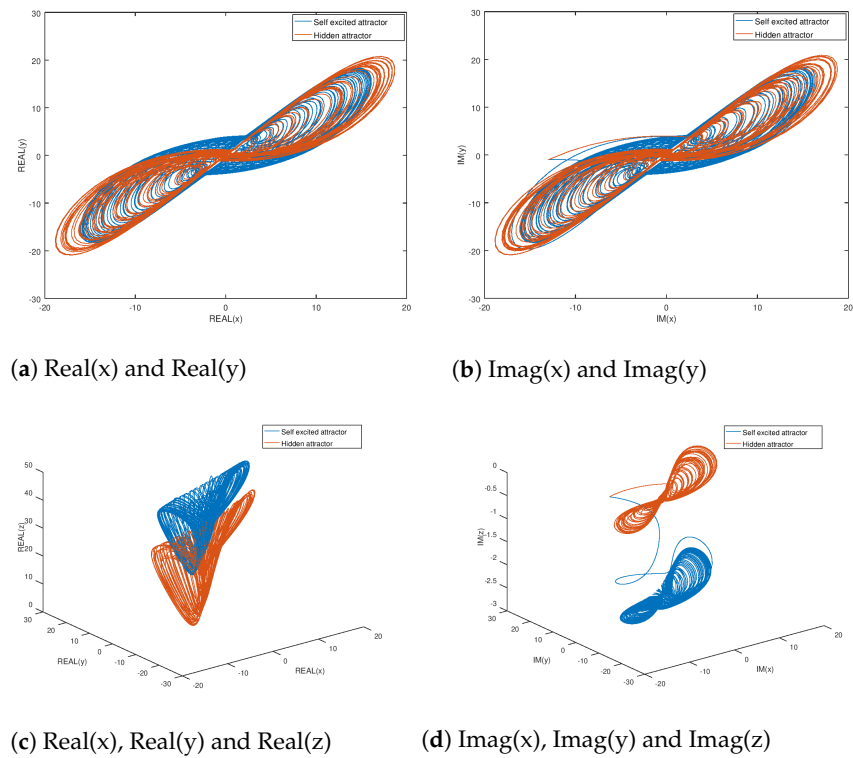 30
20
10
0
-10
-20
-30
-20
-10
0
10
20
REAL(y)
REAL(x)
Self excited attractor
Hidden attractor
30
20
10
0
-10
-20
-30
-20
-10
0
10
20
IM(y)
IM(x)
Self excited attractor
Hidden attractor
(a) Real(x) and Real(y)
(b) Imag(x) and Imag(y)
Self excited attractor
Hidden attractor
50
40
30
20
10
0
REAL(z)
30
20
10
0
-10
-20
-30
REAL(y)
-20
-10
0
10
20
REAL(x)
Self excited attractor
Hidden attractor
0
-0.5
-1
-1.5
-2
-2.5
-3
IM(z)
30
20
10
0
-10
-20
-30
IM(y)
-20
-10
0
10
20
IM(x)
(c) Real(x), Real(y) and Real(z)
(d) Imag(x), Imag(y) and Imag(z)